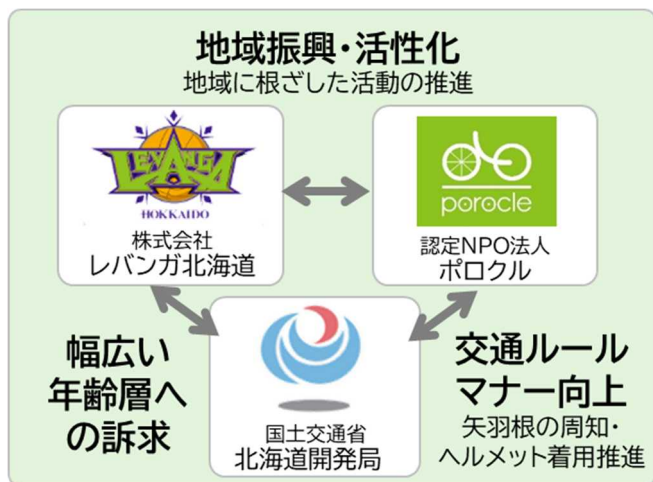 地域振興・活性化
地域に根ざした活動の推進
LEVANGA
HOKKAIDO
株式会社
レバンガ北海道
porocle
認定NPO法人
ポロクル
幅広い
年齢層へ
の訴求
国土交通省
北海道開発局
交通ルール
マナー向上
矢羽根の周知・
ヘルメット着用推進